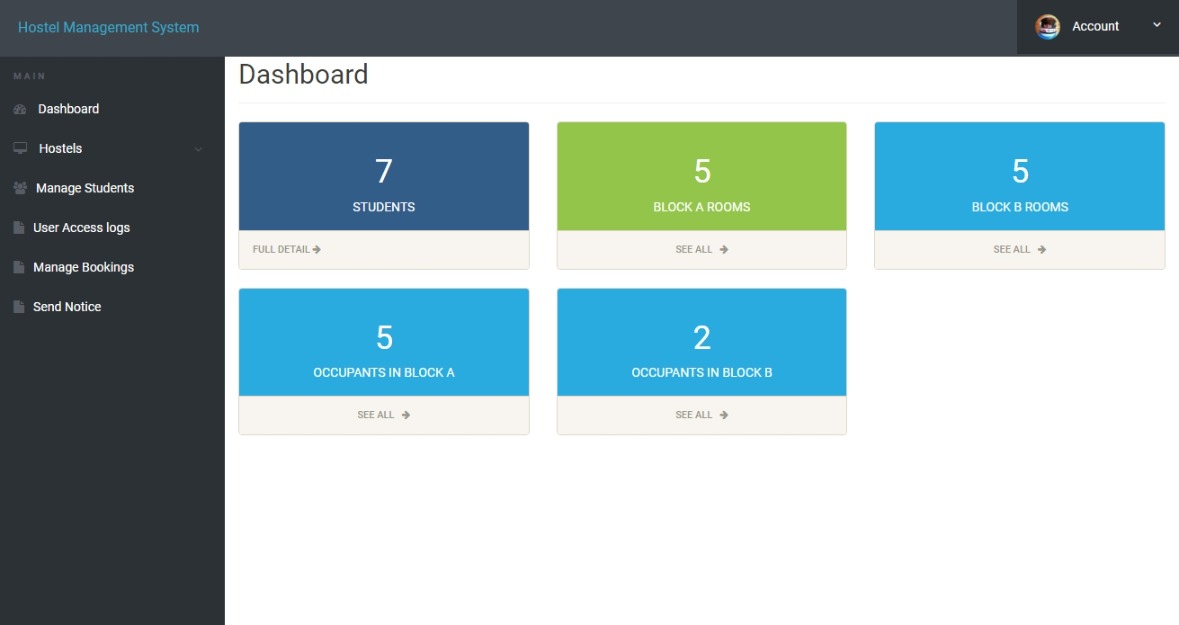 Hostel Management System
Account
MAIN
Dashboard
Hostels
Manage Students
User Access logs
Manage Bookings
Send Notice
Dashboard
7
STUDENTS
FULL DETAIL
5
BLOCK A ROOMS
SEE ALL
5
BLOCK B ROOMS
SEE ALL
5
OCCUPANTS IN BLOCK A
SEE ALL
2
OCCUPANTS IN BLOCK B
SEE ALL